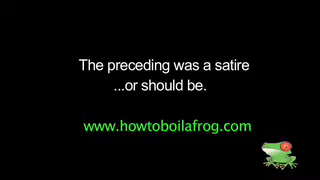 The preceding was a satire
...or should be.
www.howtoboilafrog.com